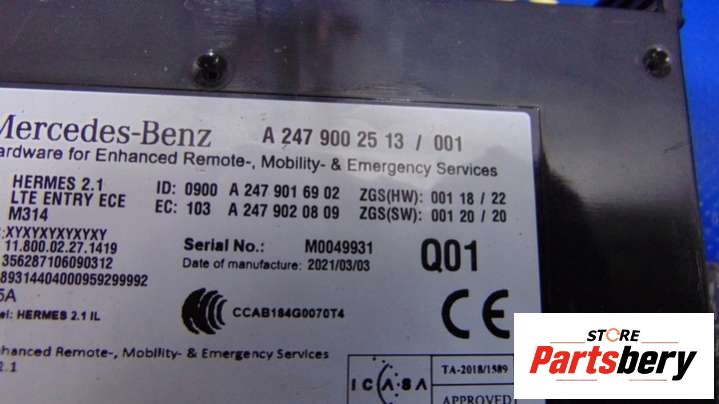 Mercedes-Benz A 247 900 25 13 / 001
Hardware for Enhanced Remote-, Mobility- & Emergency Services
HERMES 2.1 ID: 0900 A 247 901 69 02 ZGS(HW): 001 18 / 22
LTE ENTRY ECE EC: 103 A 247 902 08 09 ZGS(SW): 001 20 / 20
M314
:XYXYXYXYXYXY
11.800.02.27.1419 Serial No.: M0049931 Q01
356287106090312 Date of manufacture: 2021/03/03
89314404000959299992
5A
el: HERMES 2.1 IL CCAB184G0070T4 CE
nhanced Remote-, Mobility- & Emergency Services
2.1
ICASA TA-2018/1589
APPROVED
STORE
Partsbery